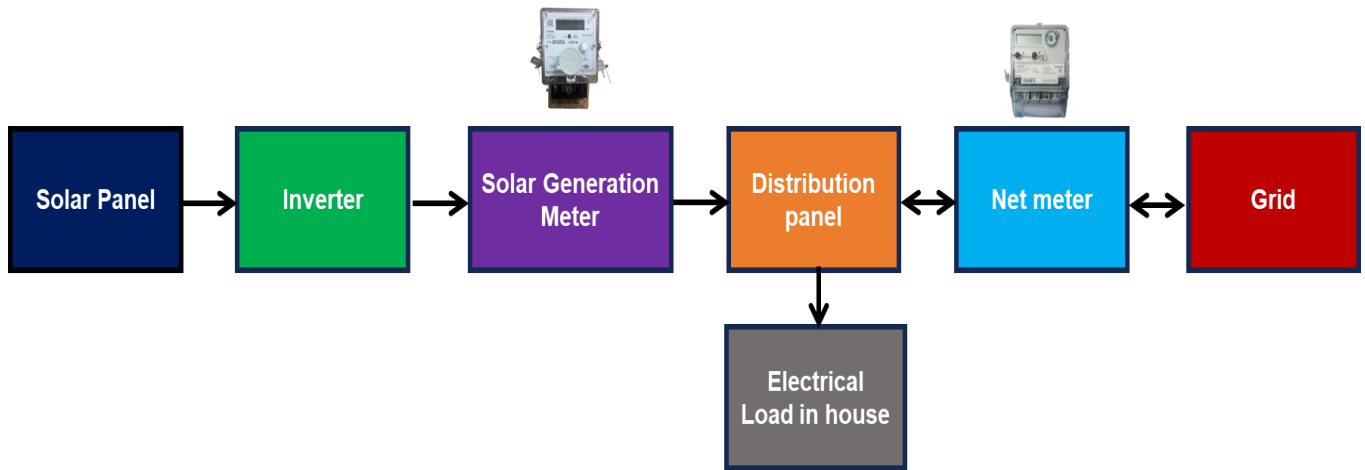 Solar Panel
Inverter
Solar Generation
Meter
Distribution
panel
Net meter
Grid
Electrical
Load in house